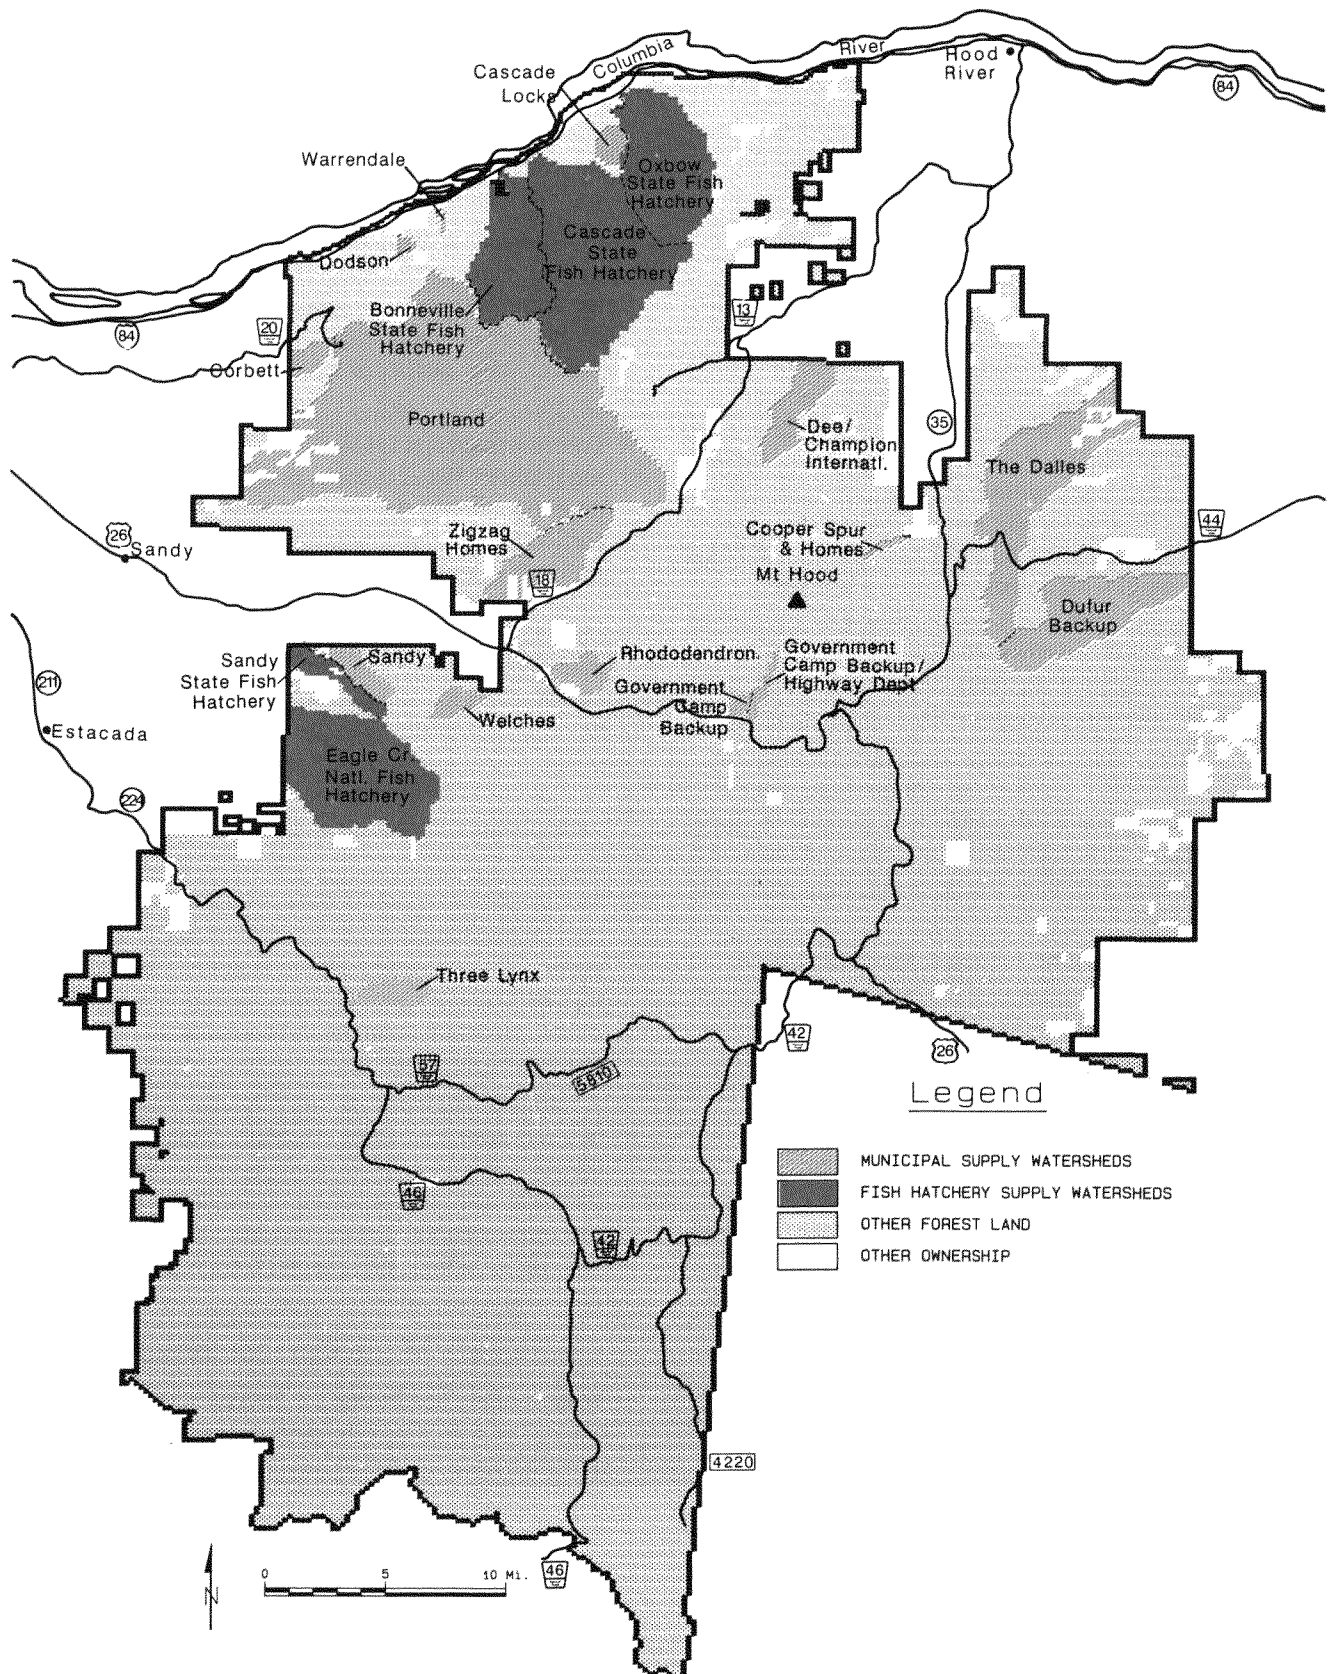 Columbia
River
Hood
River
84
Cascade
Locks
Warrendale
Oxbow
State Fish
Hatchery
Cascade
State
Fish Hatchery
Dodson
Bonneville
State Fish
Hatchery
20
13
84
Corbett
Portland
Dee/
Champion
Internatl.
35
The Dalles
26
Sandy
Zigzag
Homes
18
Cooper Spur
& Homes
44
Mt Hood
Dufur
Backup
Sandy
State Fish
Hatchery
Sandy
Rhododendron
Government
Camp Backup/
Highway Dept
Government
Camp
Backup
Welches
211
Estacada
Eagle Cr.
Natl. Fish
Hatchery
224
Three Lynx
42
26
57
5810
46
42
Legend
MUNICIPAL SUPPLY WATERSHEDS
FISH HATCHERY SUPPLY WATERSHEDS
OTHER FOREST LAND
OTHER OWNERSHIP
4220
N
0 5 10 Mi.
46